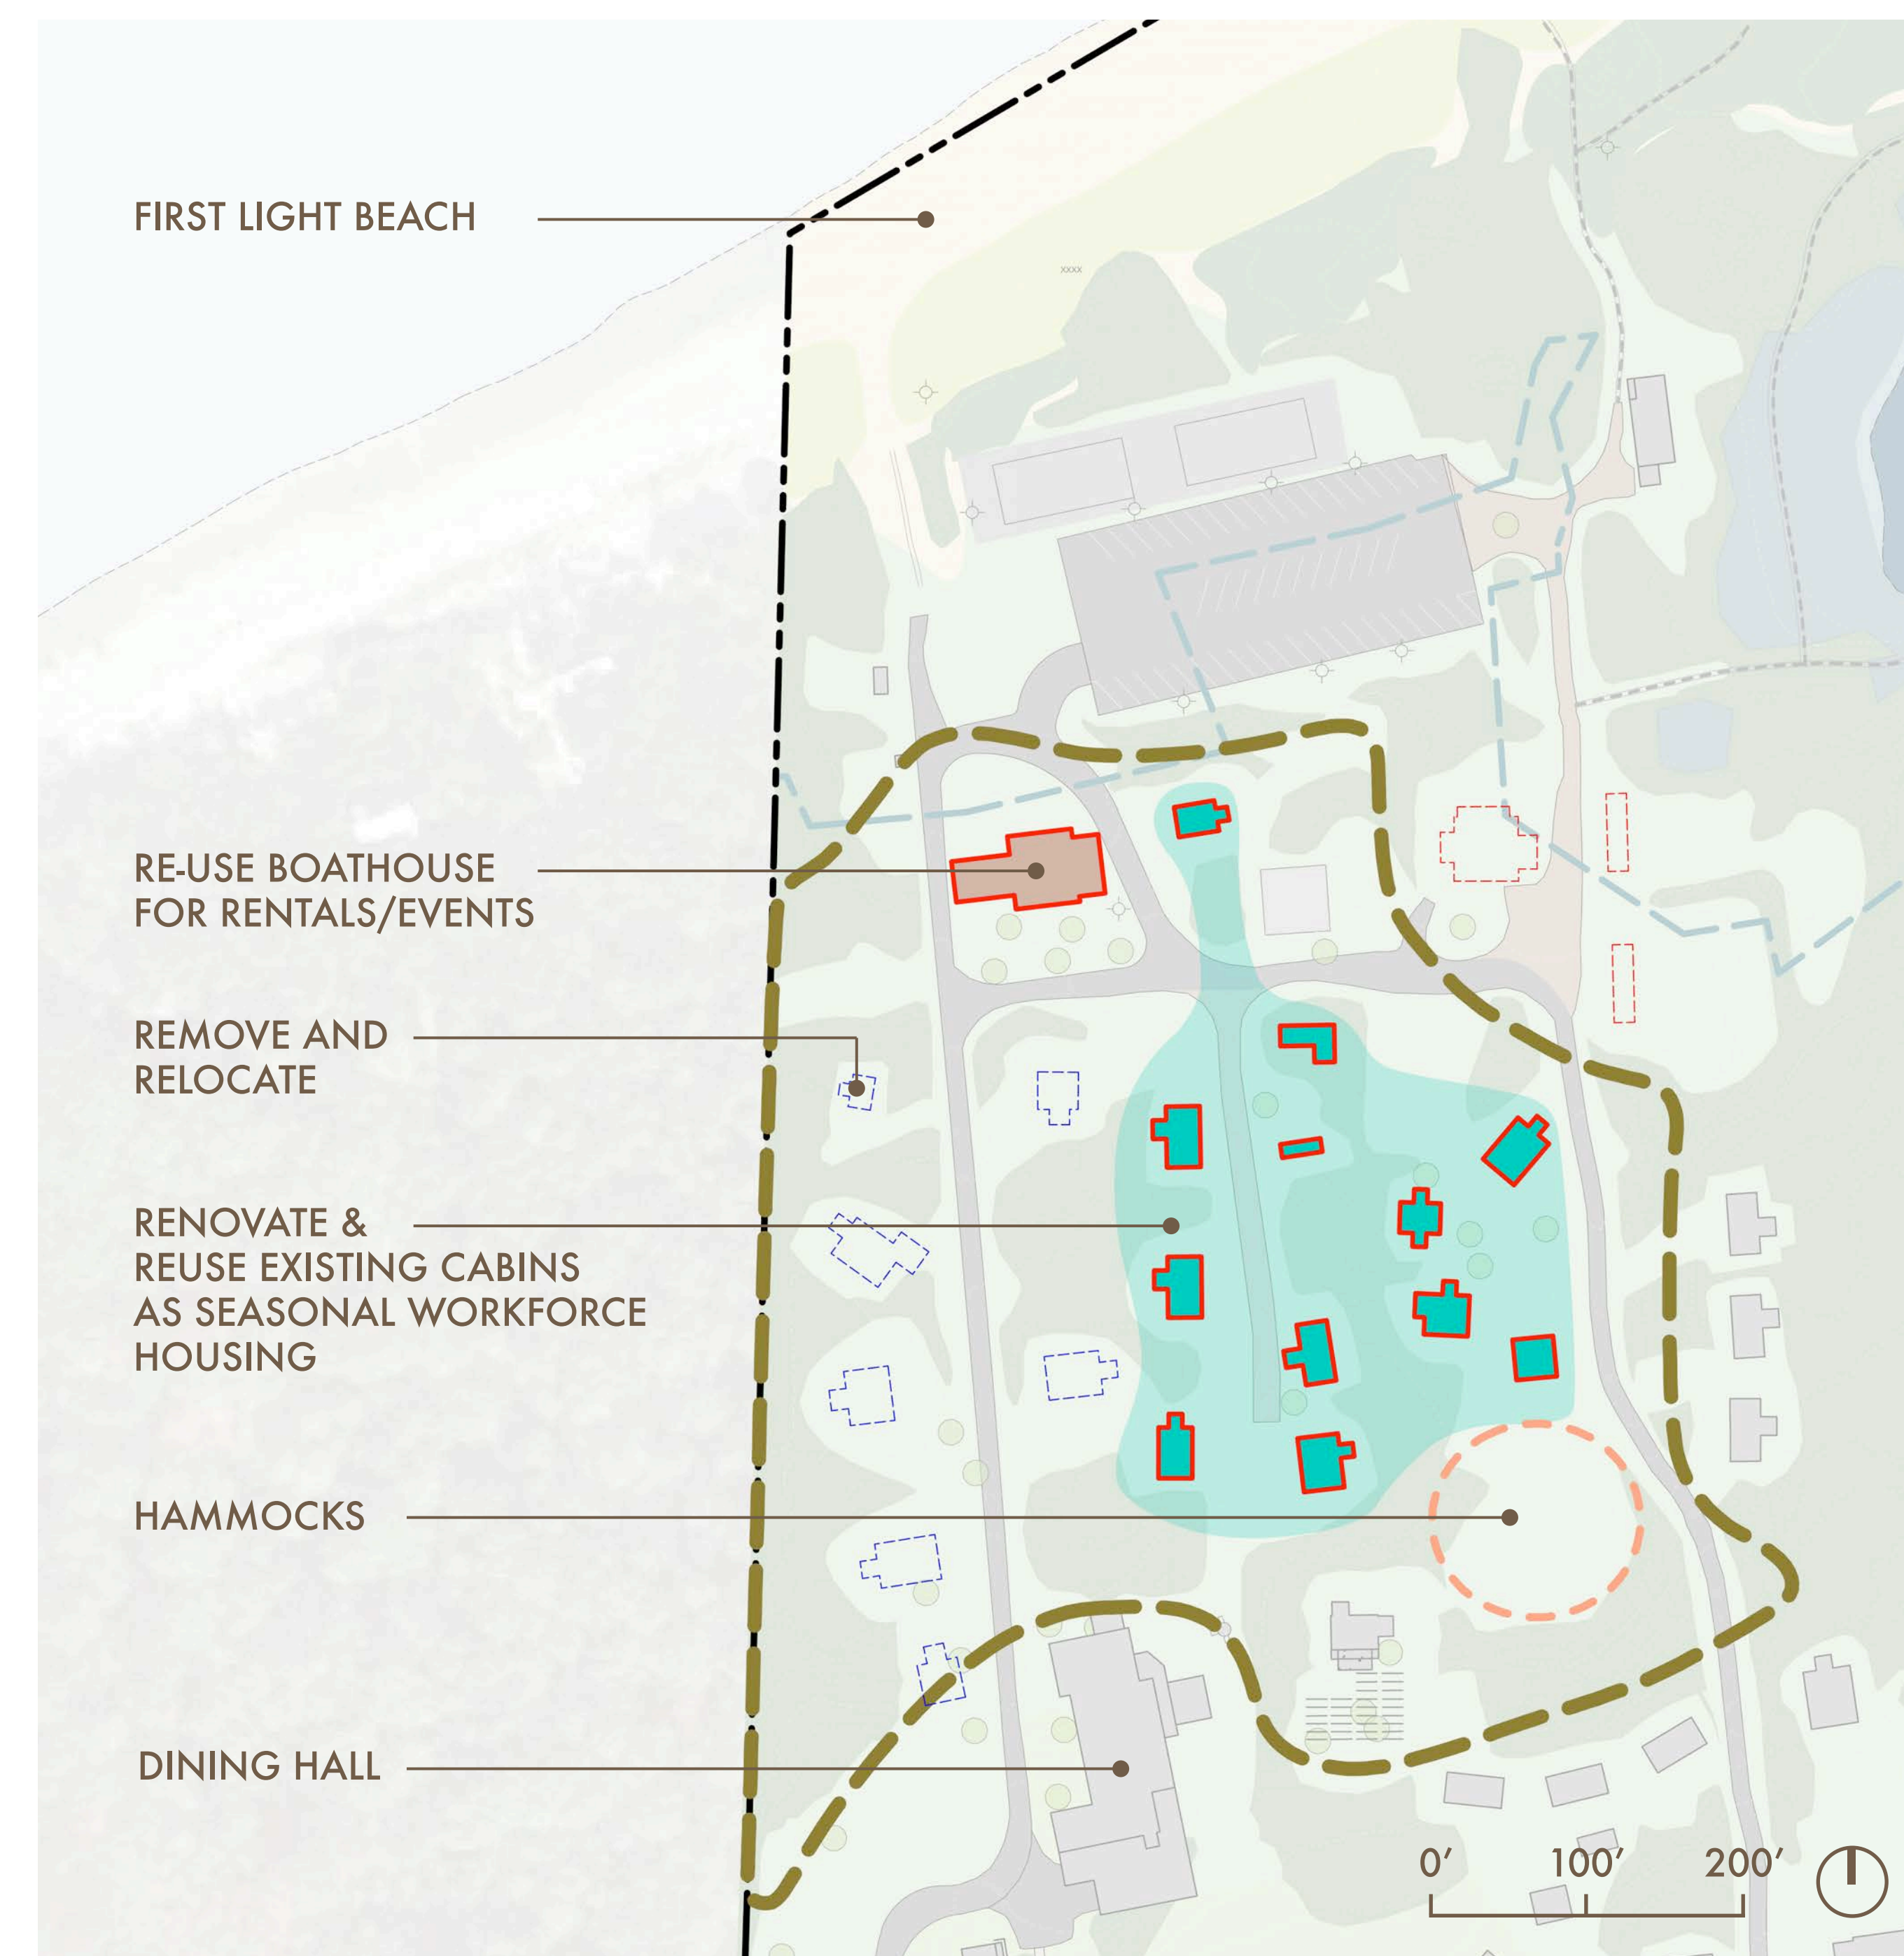 FIRST LIGHT BEACH
xxxx
RE-USE BOATHOUSE
FOR RENTALS/EVENTS
REMOVE AND
RELOCATE
RENOVATE &
REUSE EXISTING CABINS
AS SEASONAL WORKFORCE
HOUSING
HAMMOCKS
DINING HALL
0′ 100′ 200′